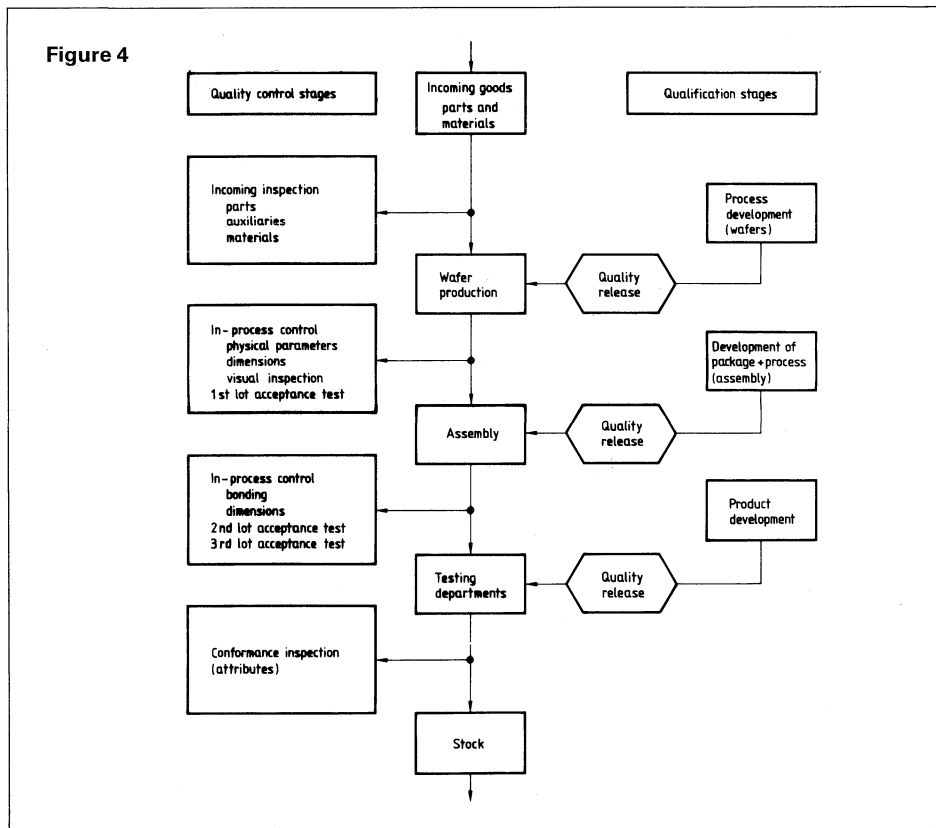 Figure 4
Quality control stages
Incoming goods
parts and
materials
Qualification stages
Incoming inspection
parts
auxiliaries
materials
Process
development
(wafers)
Wafer
production
Quality
release
In-process control
physical parameters
dimensions
visual inspection
1st lot acceptance test
Development of
package + process
(assembly)
Assembly
Quality
release
In-process control
bonding
dimensions
2nd lot acceptance test
3rd lot acceptance test
Product
development
Testing
departments
Quality
release
Conformance inspection
(attributes)
Stock